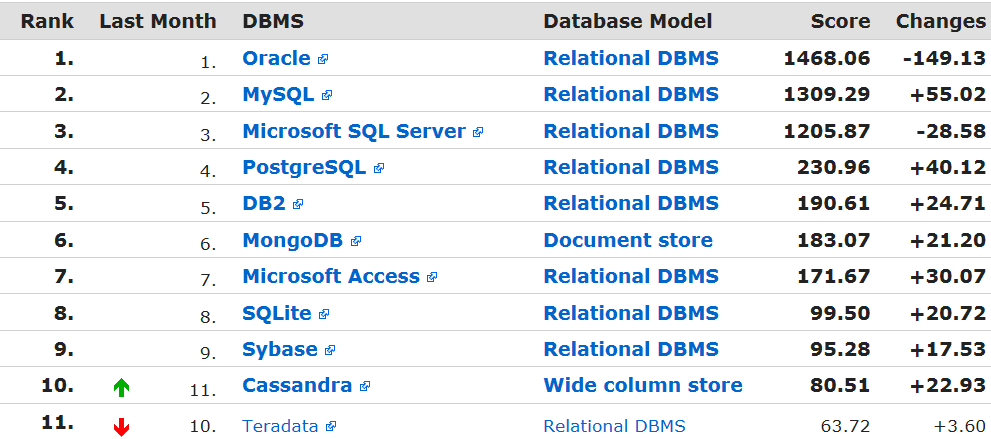 Rank Last Month DBMS Database Model Score Changes
1. 1. Oracle Relational DBMS 1468.06 -149.13
2. 2. MySQL Relational DBMS 1309.29 +55.02
3. 3. Microsoft SQL Server Relational DBMS 1205.87 -28.58
4. 4. PostgreSQL Relational DBMS 230.96 +40.12
5. 5. DB2 Relational DBMS 190.61 +24.71
6. 6. MongoDB Document store 183.07 +21.20
7. 7. Microsoft Access Relational DBMS 171.67 +30.07
8. 8. SQLite Relational DBMS 99.50 +20.72
9. 9. Sybase Relational DBMS 95.28 +17.53
10. 11. Cassandra Wide column store 80.51 +22.93
11. 10. Teradata Relational DBMS 63.72 +3.60